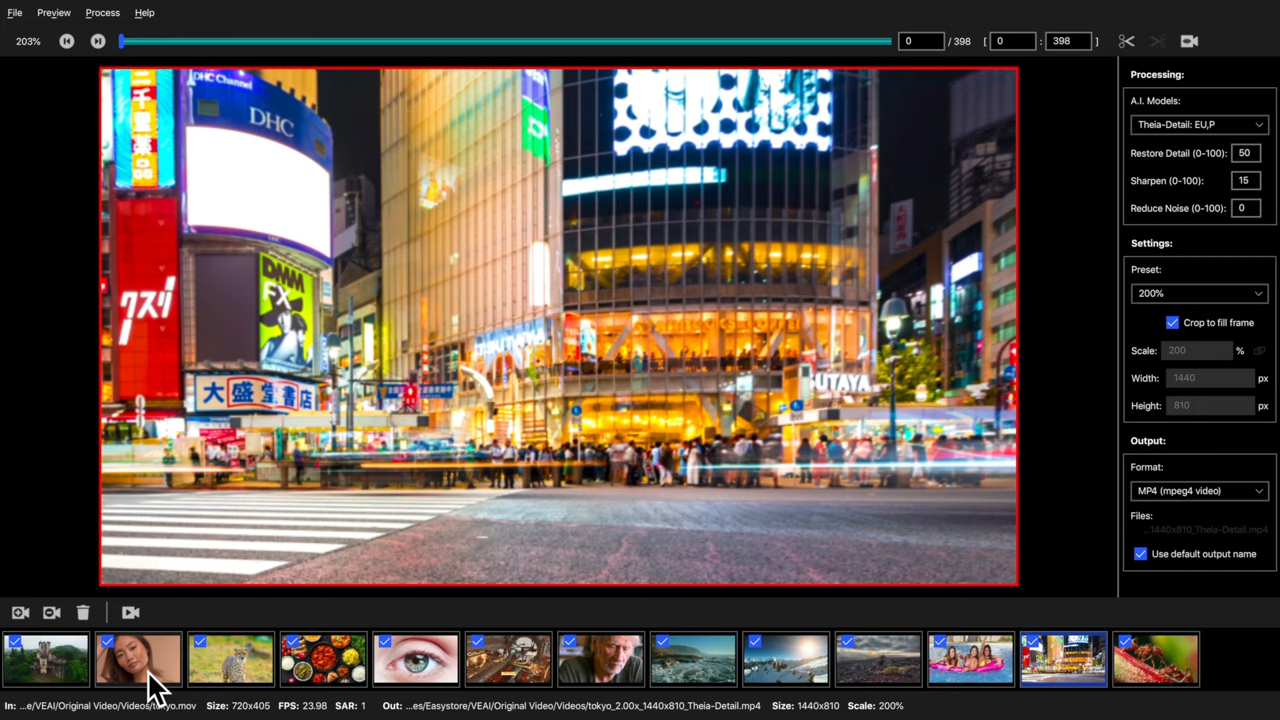 File Preview Process Help
203% 0 / 398 [ 0 : 398 ]
Processing:
A.I. Models:
Theia-Detail: EU,P
Restore Detail (0-100): 50
Sharpen (0-100): 15
Reduce Noise (0-100): 0
Settings:
Preset:
200%
Crop to fill frame
Scale: 200 %
Width: 1440 px
Height: 810 px
Output:
Format:
MP4 (mpeg4 video)
Files:
...1440x810_Theia-Detail.mp4
Use default output name
DHC Channel
DHC
DMM
FX
クスリ
大盛堂書店
TSUTAYA
UTAYA
In: ...e/VEAI/Original Video/Videos/tokyo.mov Size: 720x405 FPS: 23.98 SAR: 1 Out: ...es/Easystore/VEAI/Original Video/Videos/tokyo_2.00x_1440x810_Theia-Detail.mp4 Size: 1440x810 Scale: 200%